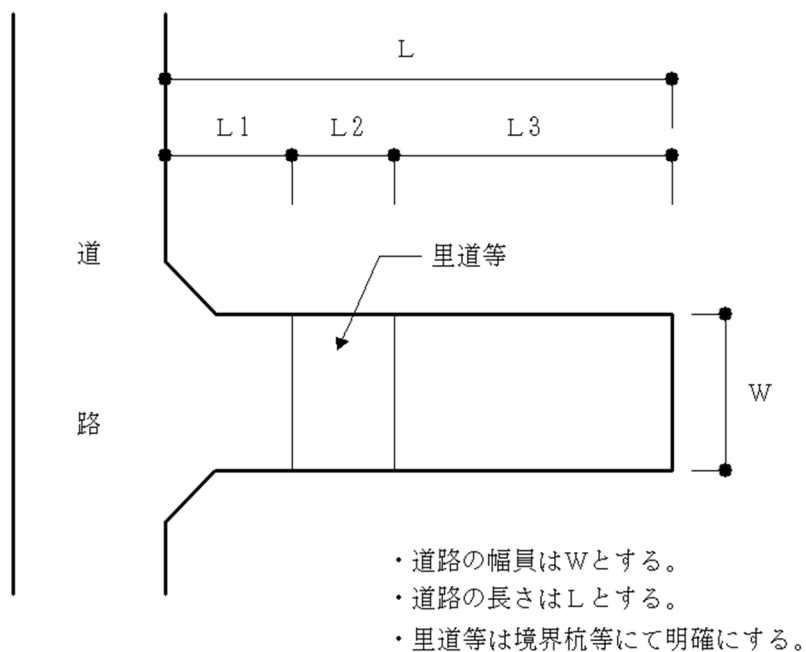 L
L1
L2
L3
道
路
里道等
W
・道路の幅員はWとする。
・道路の長さはLとする。
・里道等は境界杭等にて明確にする。